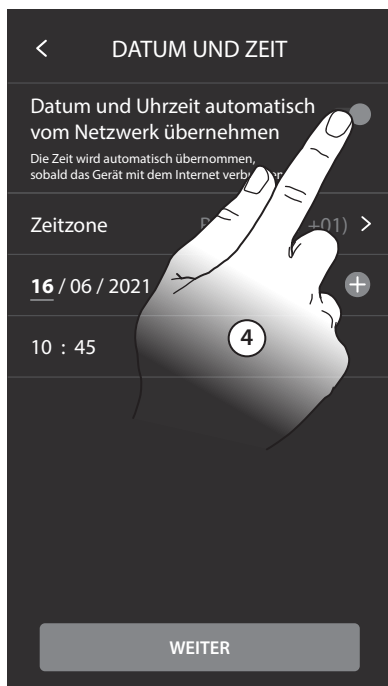 DATUM UND ZEIT
Datum und Uhrzeit automatisch
vom Netzwerk übernehmen
Die Zeit wird automatisch übernommen,
sobald das Gerät mit dem Internet
Zeitzone +01) >
16 / 06 / 2021 +
10 : 45
4
WEITER